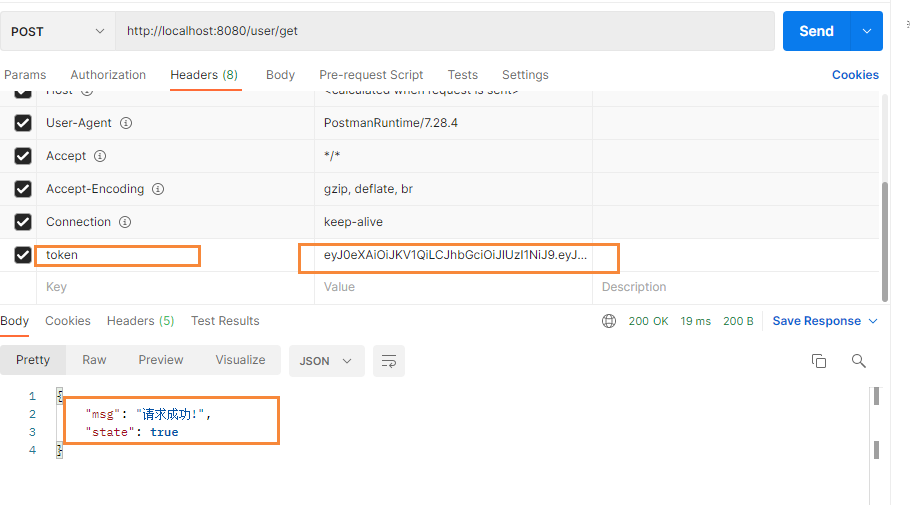 POST http://localhost:8080/user/get Send
Params Authorization Headers (8) Body Pre-request Script Tests Settings Cookies
Host <calculated when request is sent>
User-Agent PostmanRuntime/7.28.4
Accept */*
Accept-Encoding gzip, deflate, br
Connection keep-alive
token eyJ0eXAiOiJKV1QiLCJhbGciOiJIUzI1NiJ9.eyJ...
Key Value Description
Body Cookies Headers (5) Test Results 200 OK 19 ms 200 B Save Response
Pretty Raw Preview Visualize JSON
1 {
2 "msg": "请求成功!",
3 "state": true
4 }